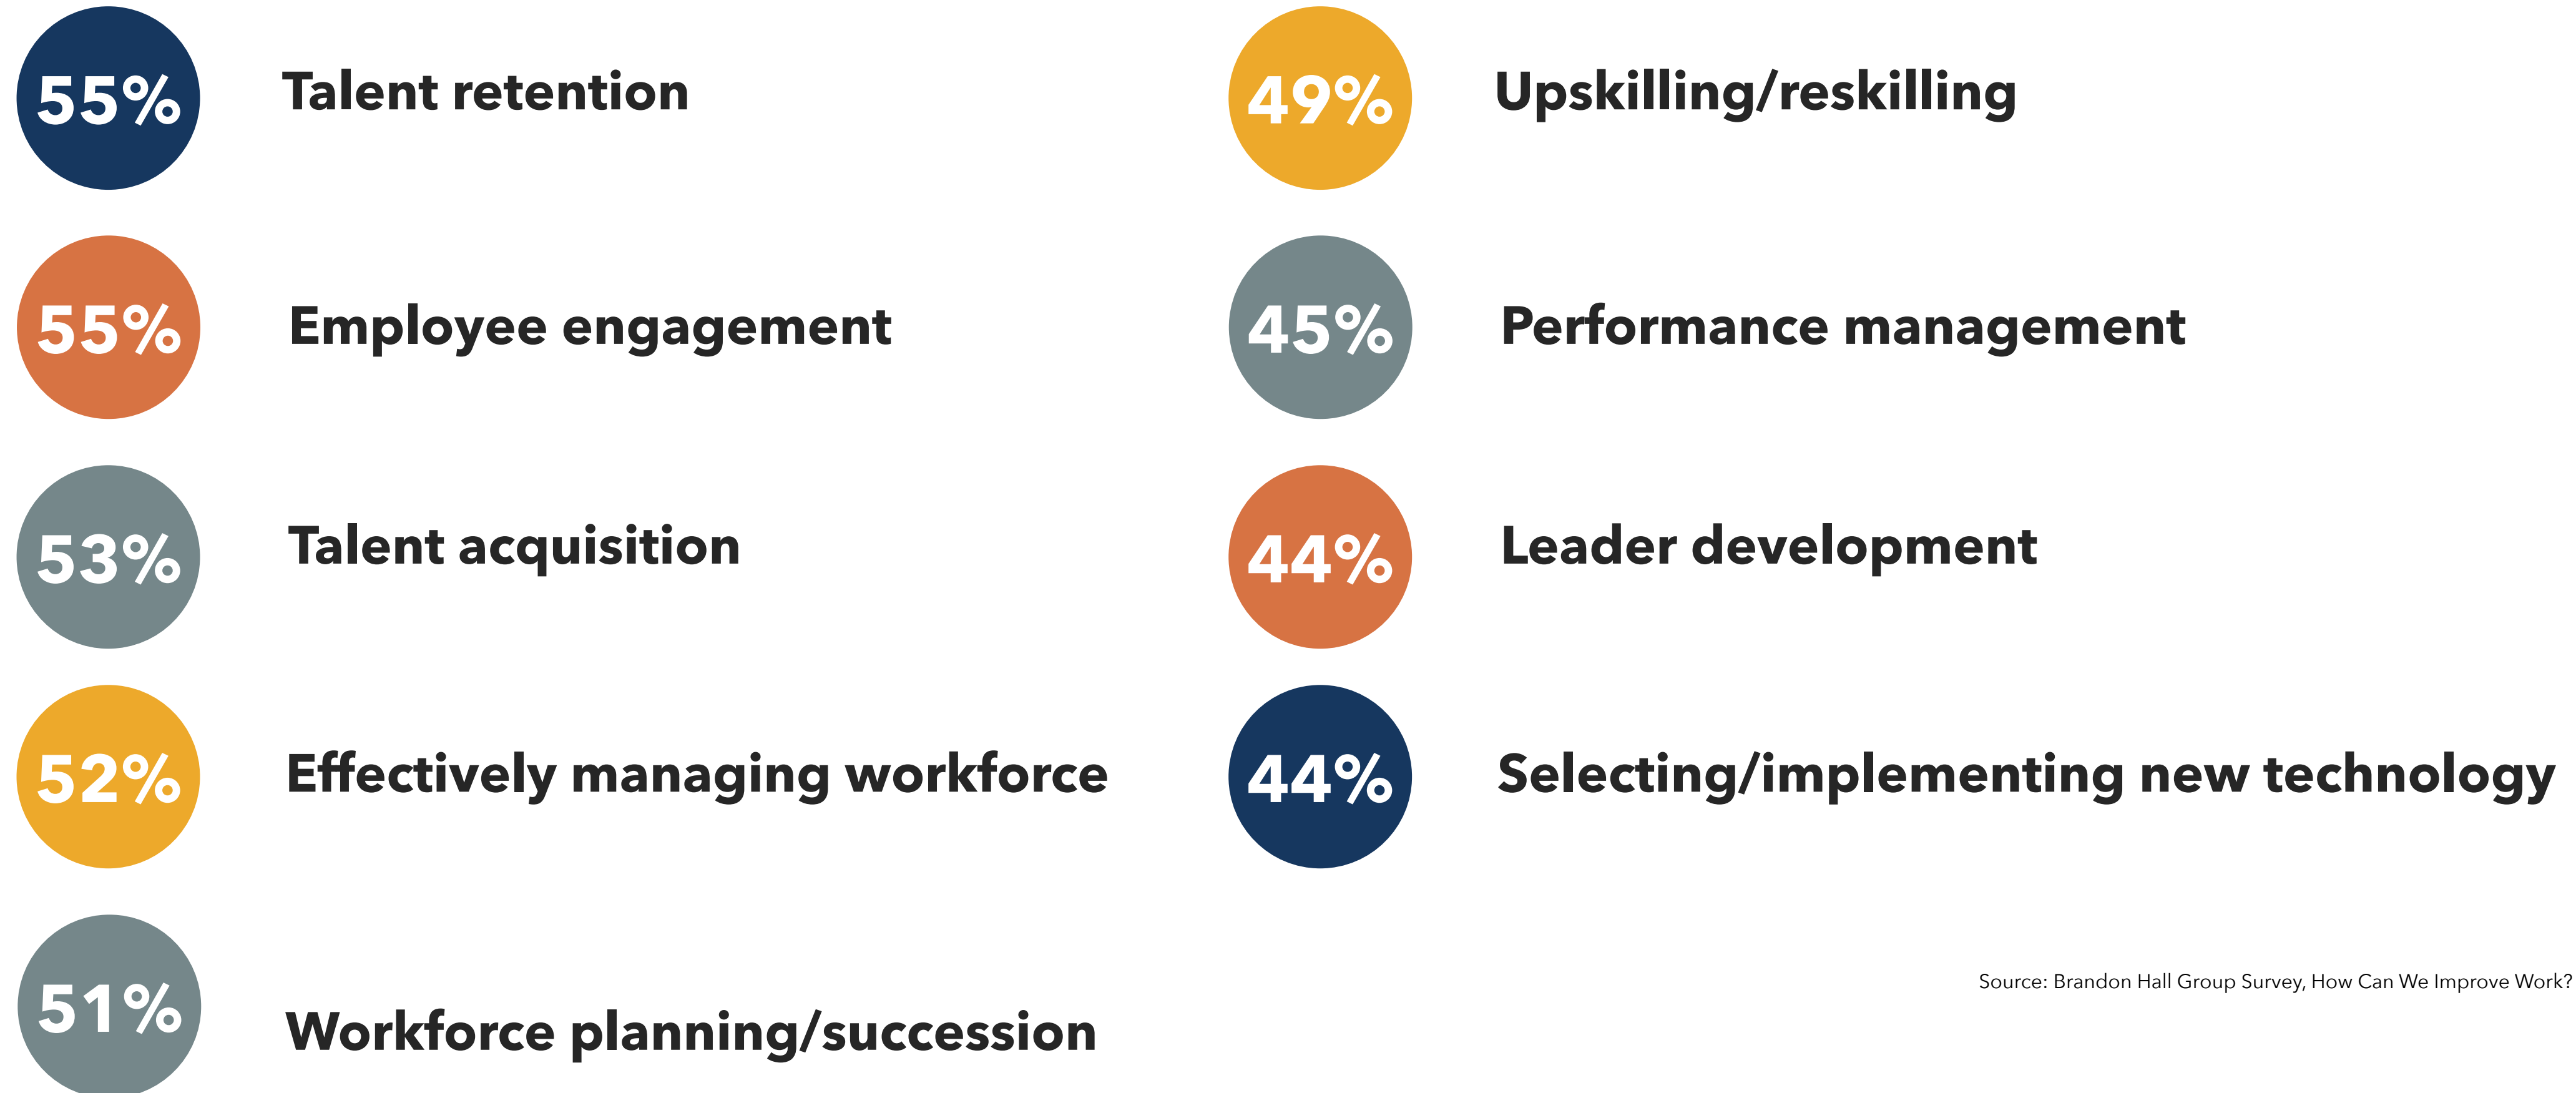 55%
Talent retention
55%
Employee engagement
53%
Talent acquisition
52%
Effectively managing workforce
51%
Workforce planning/succession
49%
Upskilling/reskilling
45%
Performance management
44%
Leader development
44%
Selecting/implementing new technology
Source: Brandon Hall Group Survey, How Can We Improve Work?